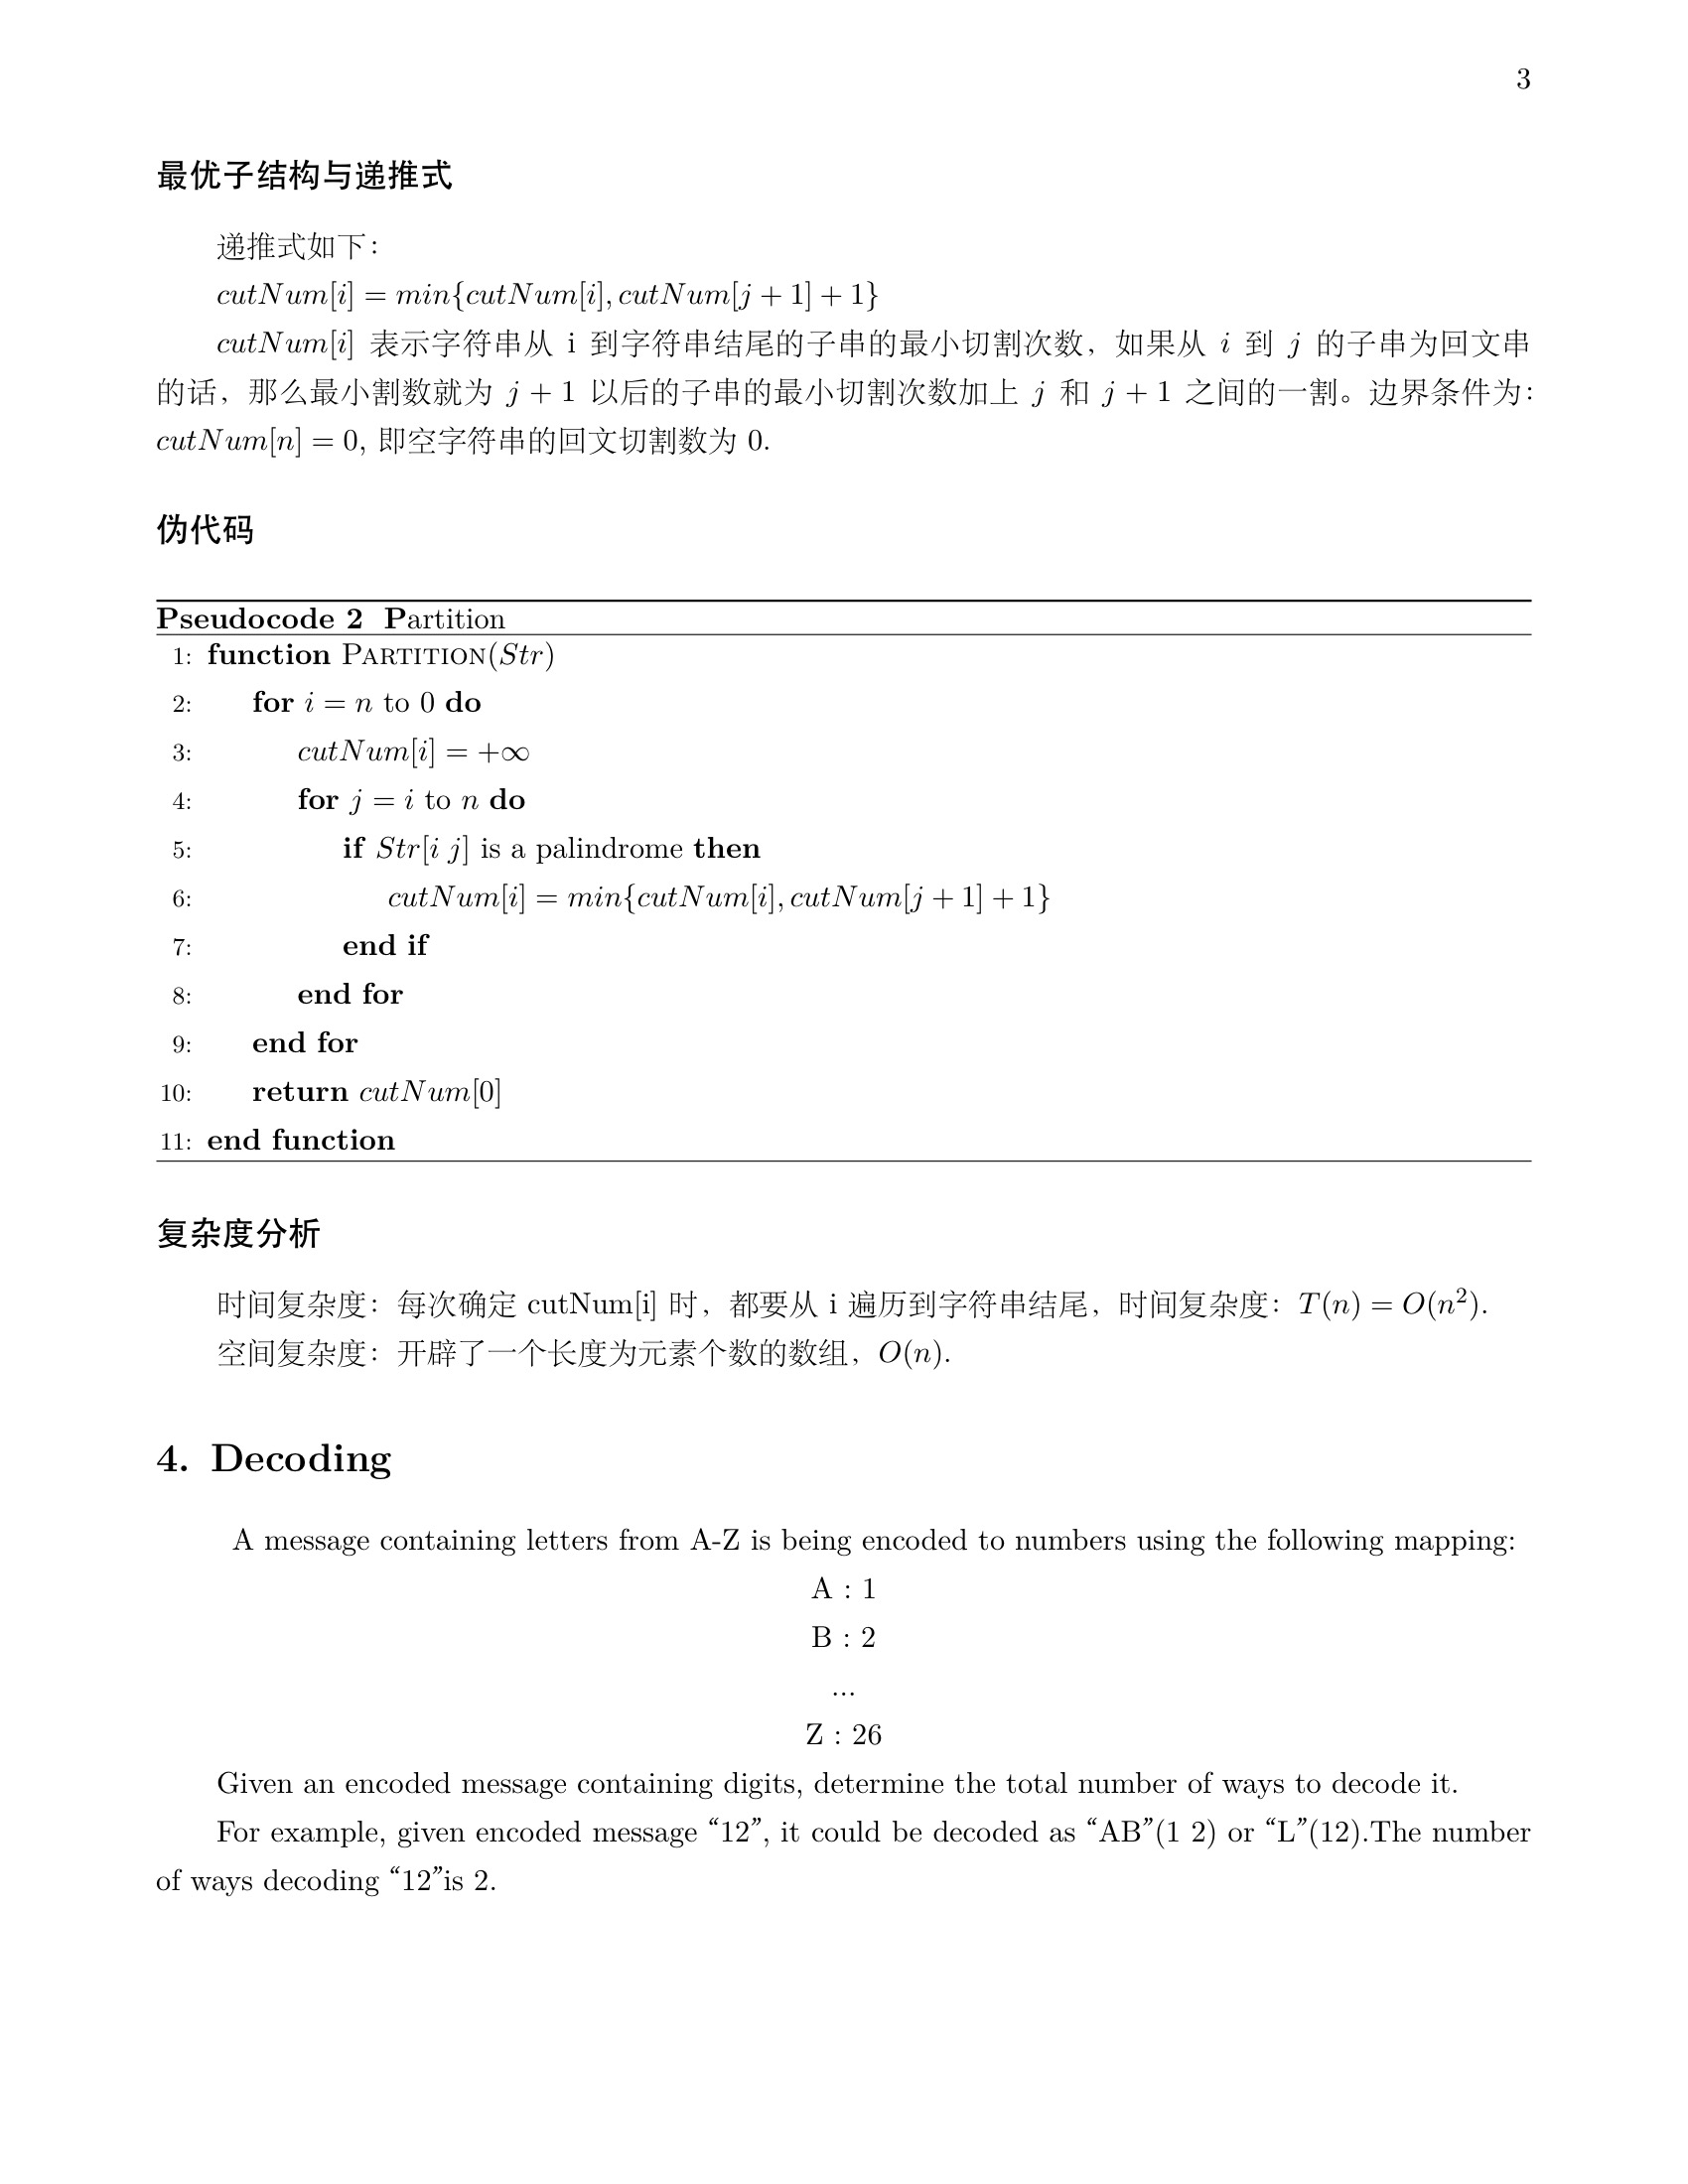 3
最优子结构与递推式
递推式如下：
cutNum[i] = min{cutNum[i], cutNum[j + 1] + 1}
cutNum[i] 表示字符串从 i 到字符串结尾的子串的最小切割次数，如果从 i 到 j 的子串为回文串
的话，那么最小割数就为 j + 1 以后的子串的最小切割次数加上 j 和 j + 1 之间的一割。边界条件为：
cutNum[n] = 0, 即空字符串的回文切割数为 0.
伪代码
Pseudocode 2 Partition
1: function PARTITION(Str)
2: for i = n to 0 do
3: cutNum[i] = +∞
4: for j = i to n do
5: if Str[i j] is a palindrome then
6: cutNum[i] = min{cutNum[i], cutNum[j + 1] + 1}
7: end if
8: end for
9: end for
10: return cutNum[0]
11: end function
复杂度分析
时间复杂度：每次确定 cutNum[i] 时，都要从 i 遍历到字符串结尾，时间复杂度：T(n) = O(n²).
空间复杂度：开辟了一个长度为元素个数的数组，O(n).
4. Decoding
A message containing letters from A-Z is being encoded to numbers using the following mapping:
A : 1
B : 2
...
Z : 26
Given an encoded message containing digits, determine the total number of ways to decode it.
For example, given encoded message “12”, it could be decoded as “AB”(1 2) or “L”(12).The number
of ways decoding “12”is 2.